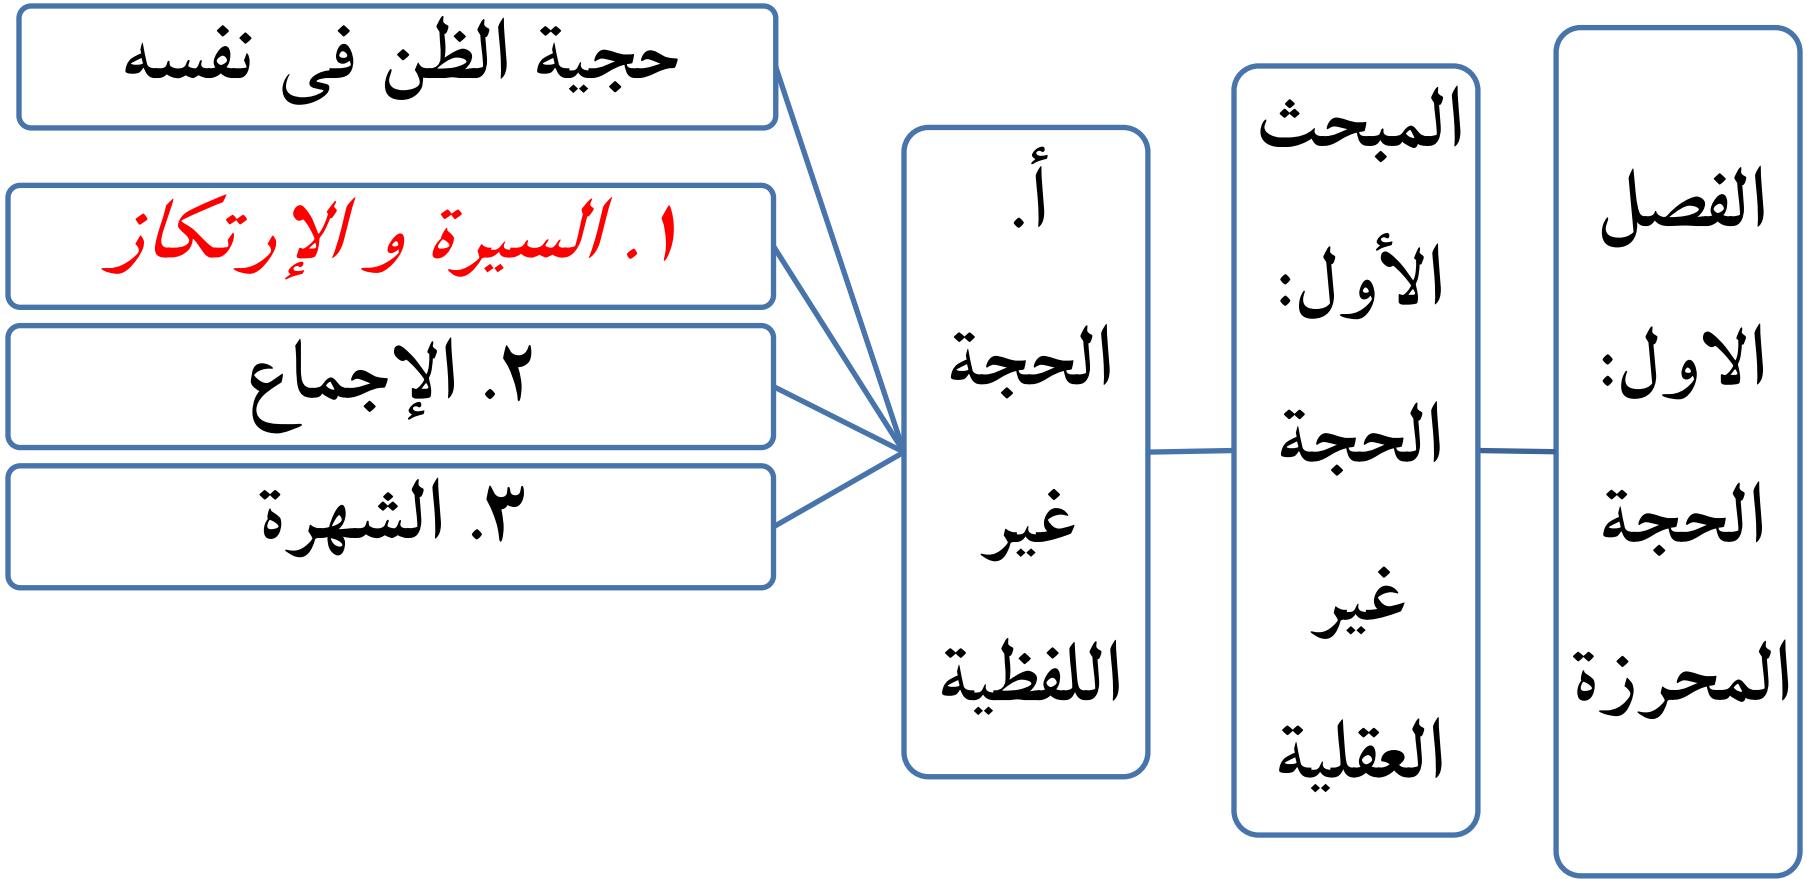 الفصل
الاول:
الحجة
المحرزة
المبحث
الأول:
الحجة
غير
العقلية
أ.
الحجة
غير
اللفظية
حجية الظن فى نفسه
١. السيرة و الإرتكاز
٢. الإجماع
٣. الشهرة